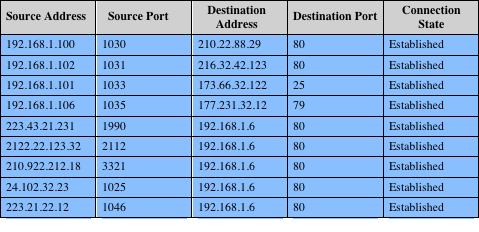 Source Address Source Port Destination Address Destination Port Connection State
192.168.1.100 1030 210.22.88.29 80 Established
192.168.1.102 1031 216.32.42.123 80 Established
192.168.1.101 1033 173.66.32.122 25 Established
192.168.1.106 1035 177.231.32.12 79 Established
223.43.21.231 1990 192.168.1.6 80 Established
2122.22.123.32 2112 192.168.1.6 80 Established
210.922.212.18 3321 192.168.1.6 80 Established
24.102.32.23 1025 192.168.1.6 80 Established
223.21.22.12 1046 192.168.1.6 80 Established